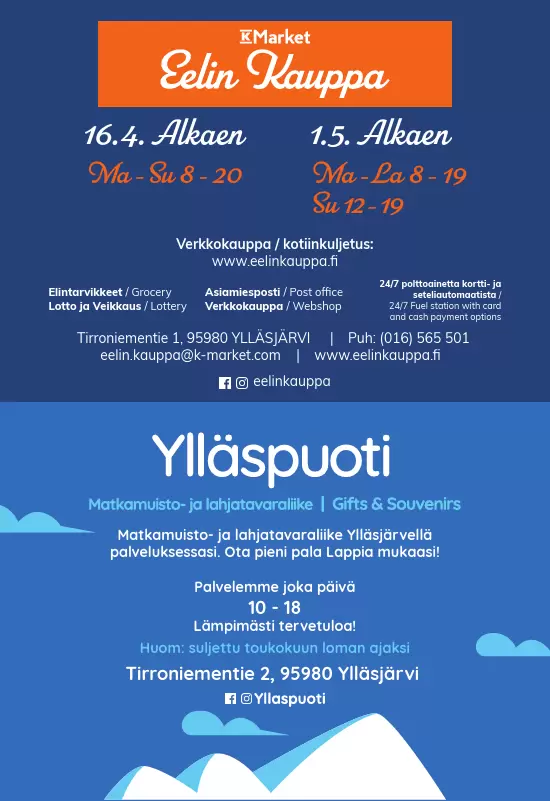 KMarket
Eelin Kauppa
16.4. Alkaen
Ma - Su 8 - 20
1.5. Alkaen
Ma - La 8 - 19
Su 12 - 19
Verkkokauppa / kotiinkuljetus:
www.eelinkauppa.fi
Elintarvikkeet / Grocery
Lotto ja Veikkaus / Lottery
Asiamiesposti / Post office
Verkokauppa / Webshop
24/7 polttoainetta kortti- ja
seteliautomaatista /
24/7 Fuel station with card
and cash payment options
Tirroniementie 1, 95980 YLLÄSJÄRVI | Puh: (016) 565 501
eelin.kauppa@k-market.com | www.eelinkauppa.fi
eelinkauppa
Ylläspuoti
Matkamuisto- ja lahjatavaraliike | Gifts & Souvenirs
Matkamuisto- ja lahjatavaraliike Ylläsjärvellä
palveluksessasi. Ota pieni pala Lappia mukaasi!
Palvelemme joka päivä
10 - 18
Lämpimästi tervetuloa!
Huom: suljettu toukokuun loman ajaksi
Tirroniementie 2, 95980 Ylläsjärvi
Yllaspuoti